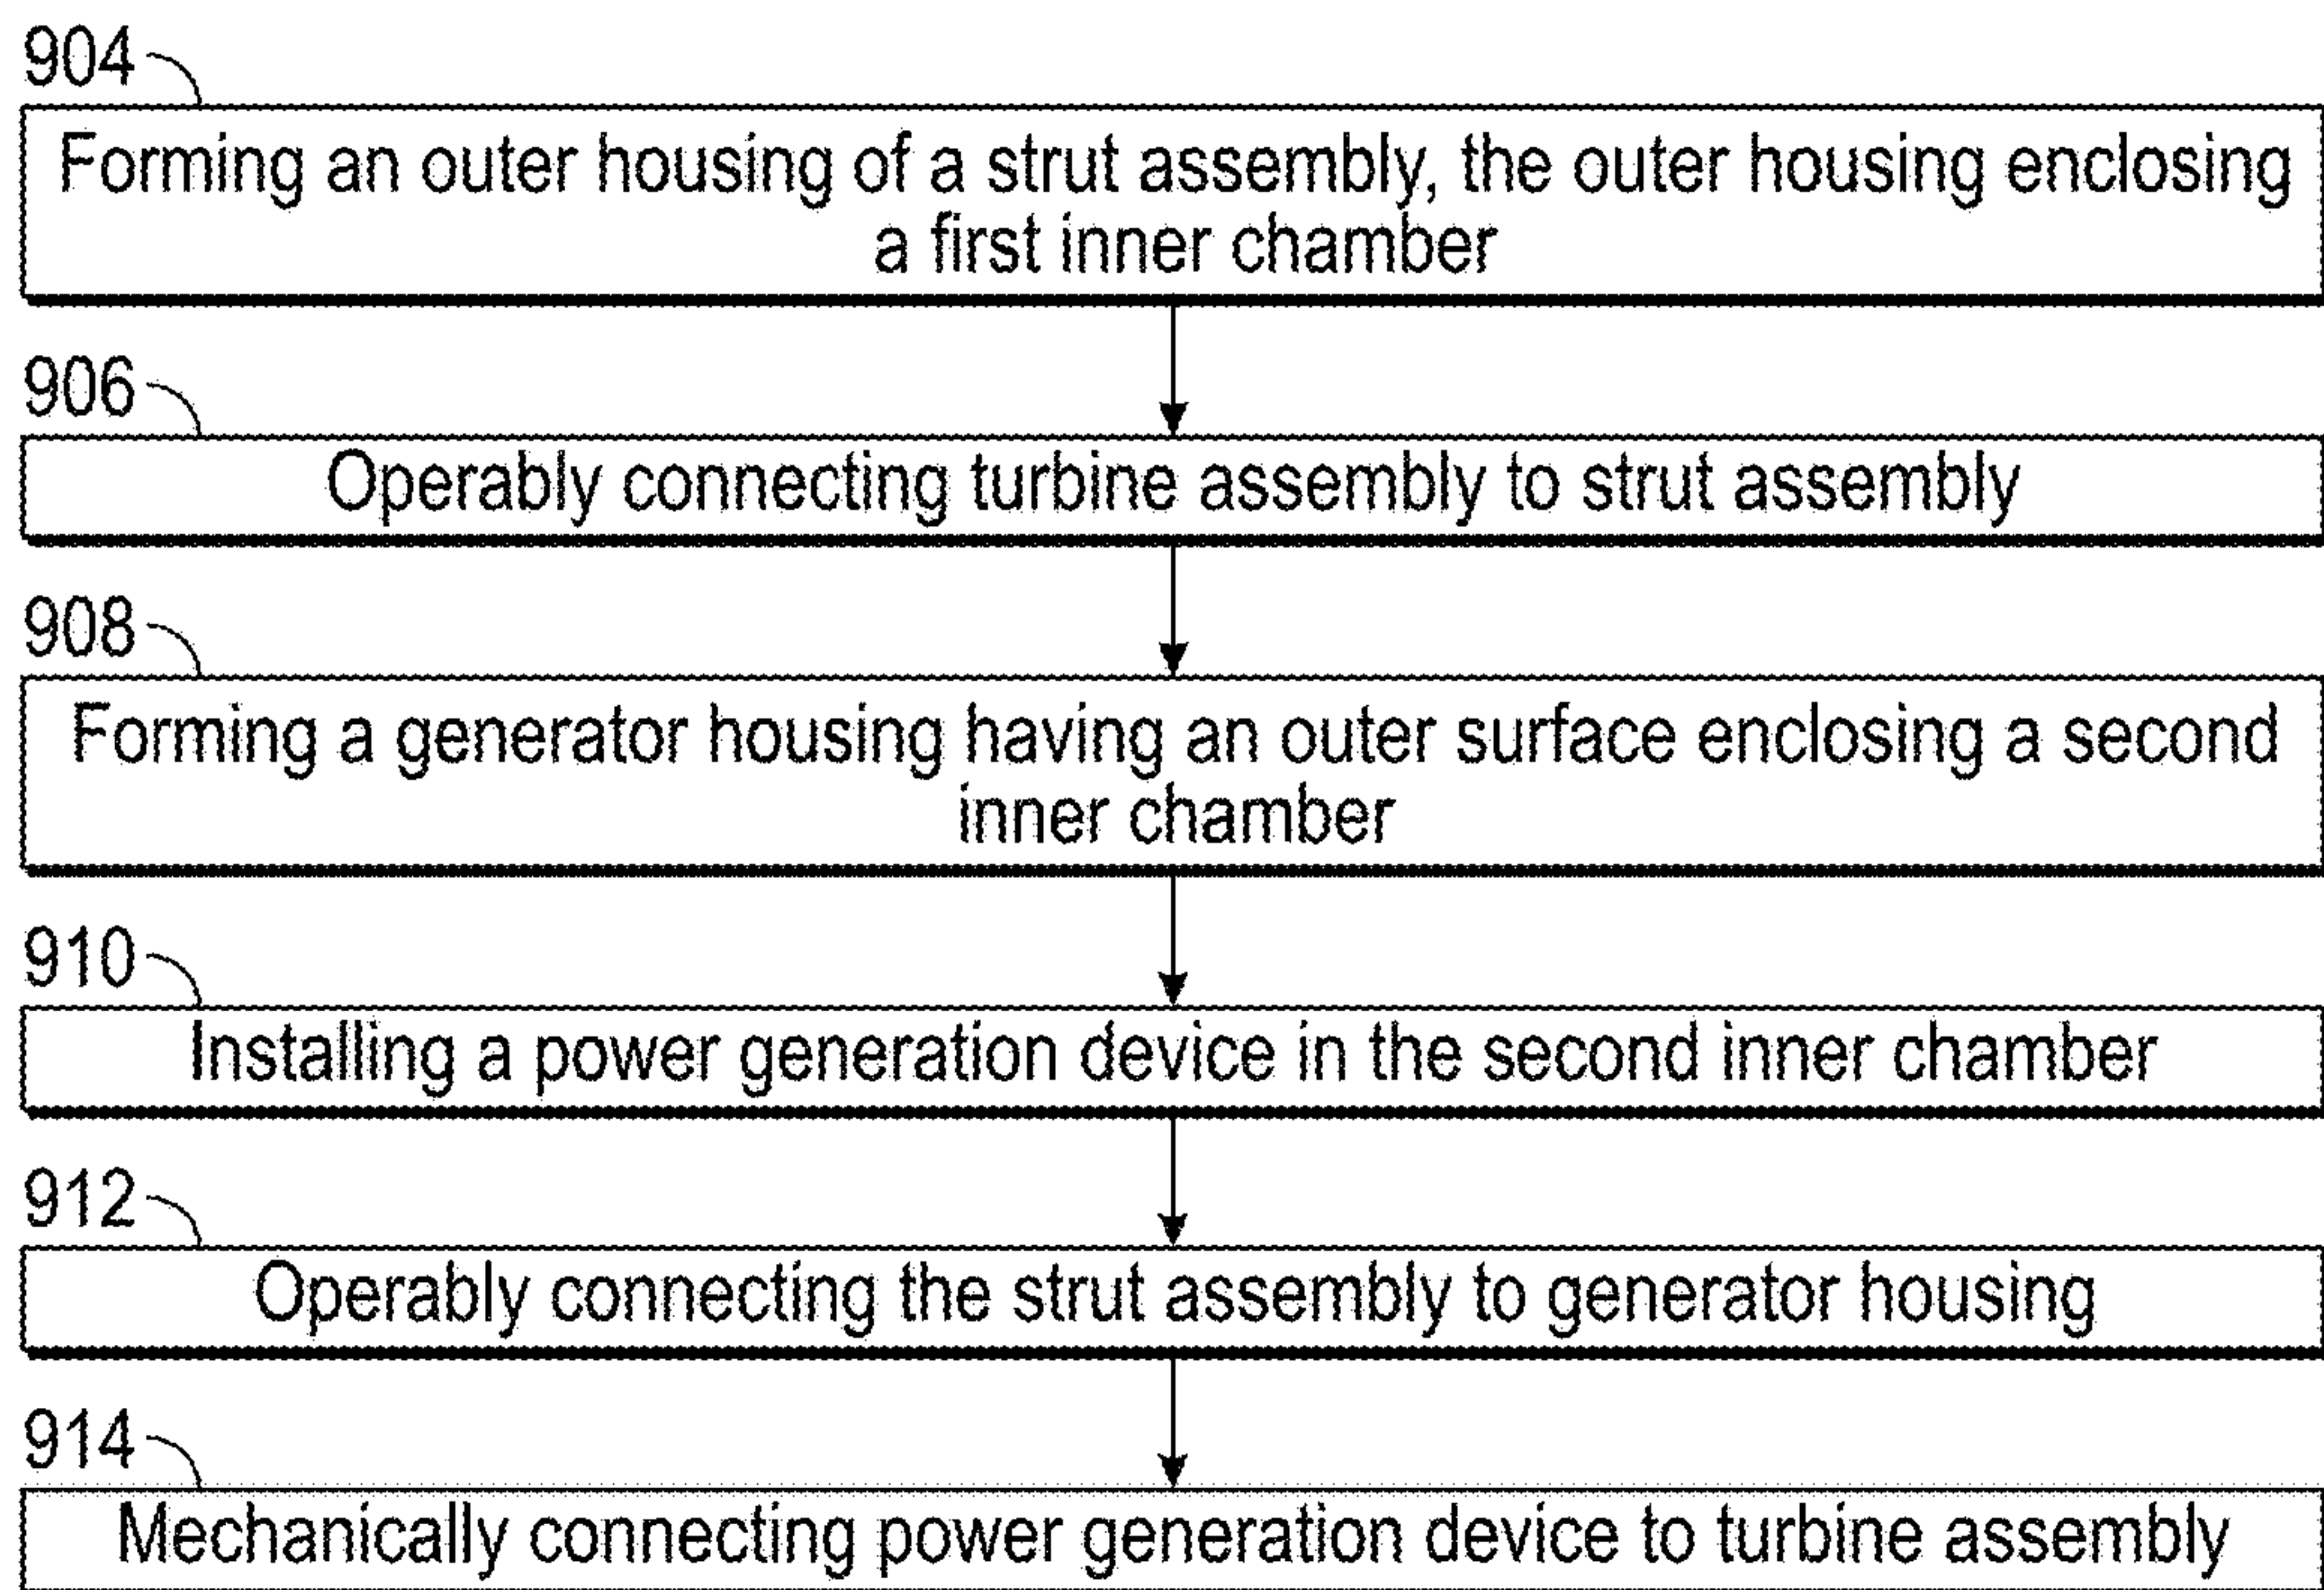 904
Forming an outer housing of a strut assembly, the outer housing enclosing
a first inner chamber
906
Operably connecting turbine assembly to strut assembly
908
Forming a generator housing having an outer surface enclosing a second
inner chamber
910
Installing a power generation device in the second inner chamber
912
Operably connecting the strut assembly to generator housing
914
Mechanically connecting power generation device to turbine assembly